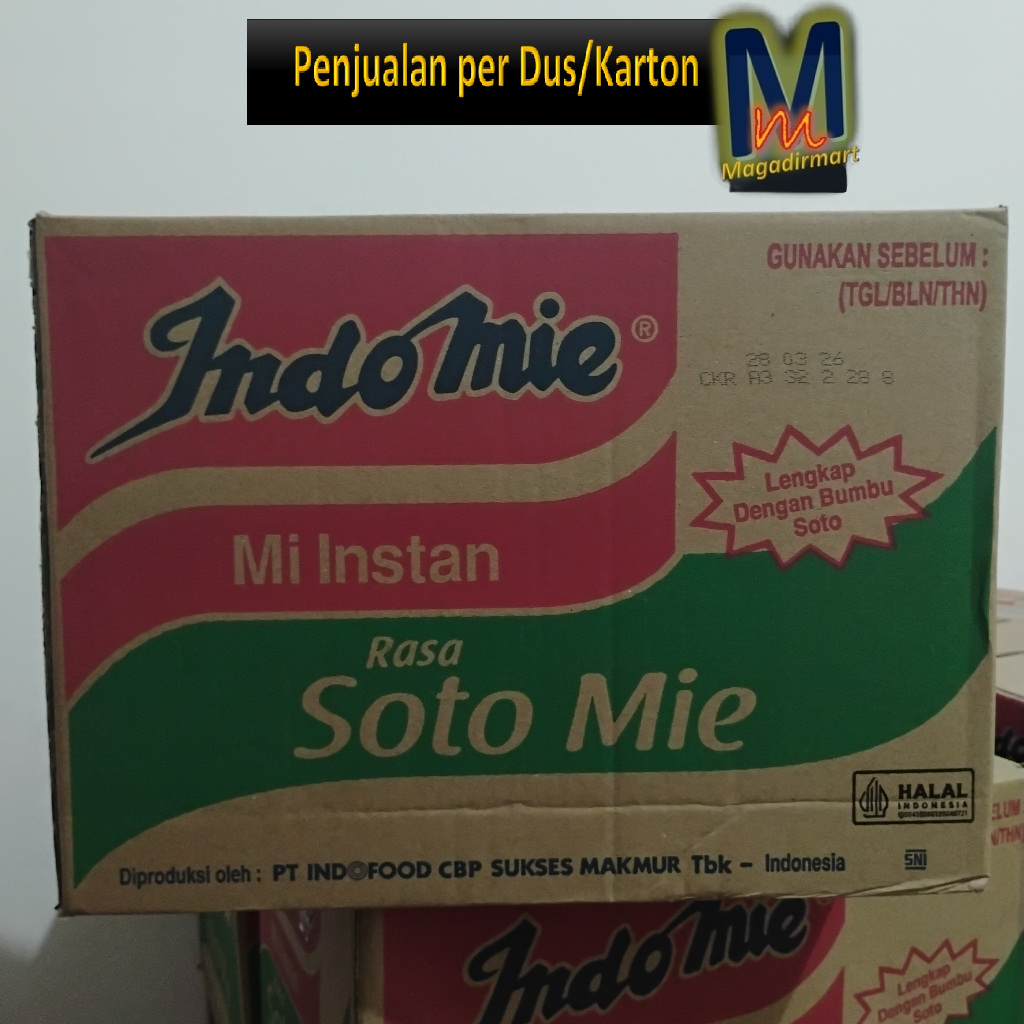 Penjualan per Dus/Karton
M
m
Magadirmart
Indomie®
GUNAKAN SEBELUM :
(TGL/BLN/THN)
28 03 26
CKR A3 S2 2 28 8
Lengkap
Dengan Bumbu
Soto
Mi Instan
Rasa
Soto Mie
HALAL
INDONESIA
Diproduksi oleh : PT INDOFOOD CBP SUKSES MAKMUR Tbk – Indonesia
SNI
Indomie
Lengkap
Dengan Bumbu
Soto